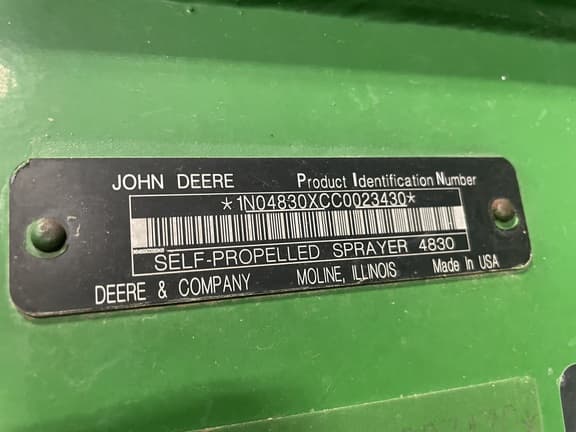 JOHN DEERE Product Identification Number
*1N04830XCC0023430*
SELF-PROPELLED SPRAYER 4830
DEERE & COMPANY MOLINE, ILLINOIS Made in USA